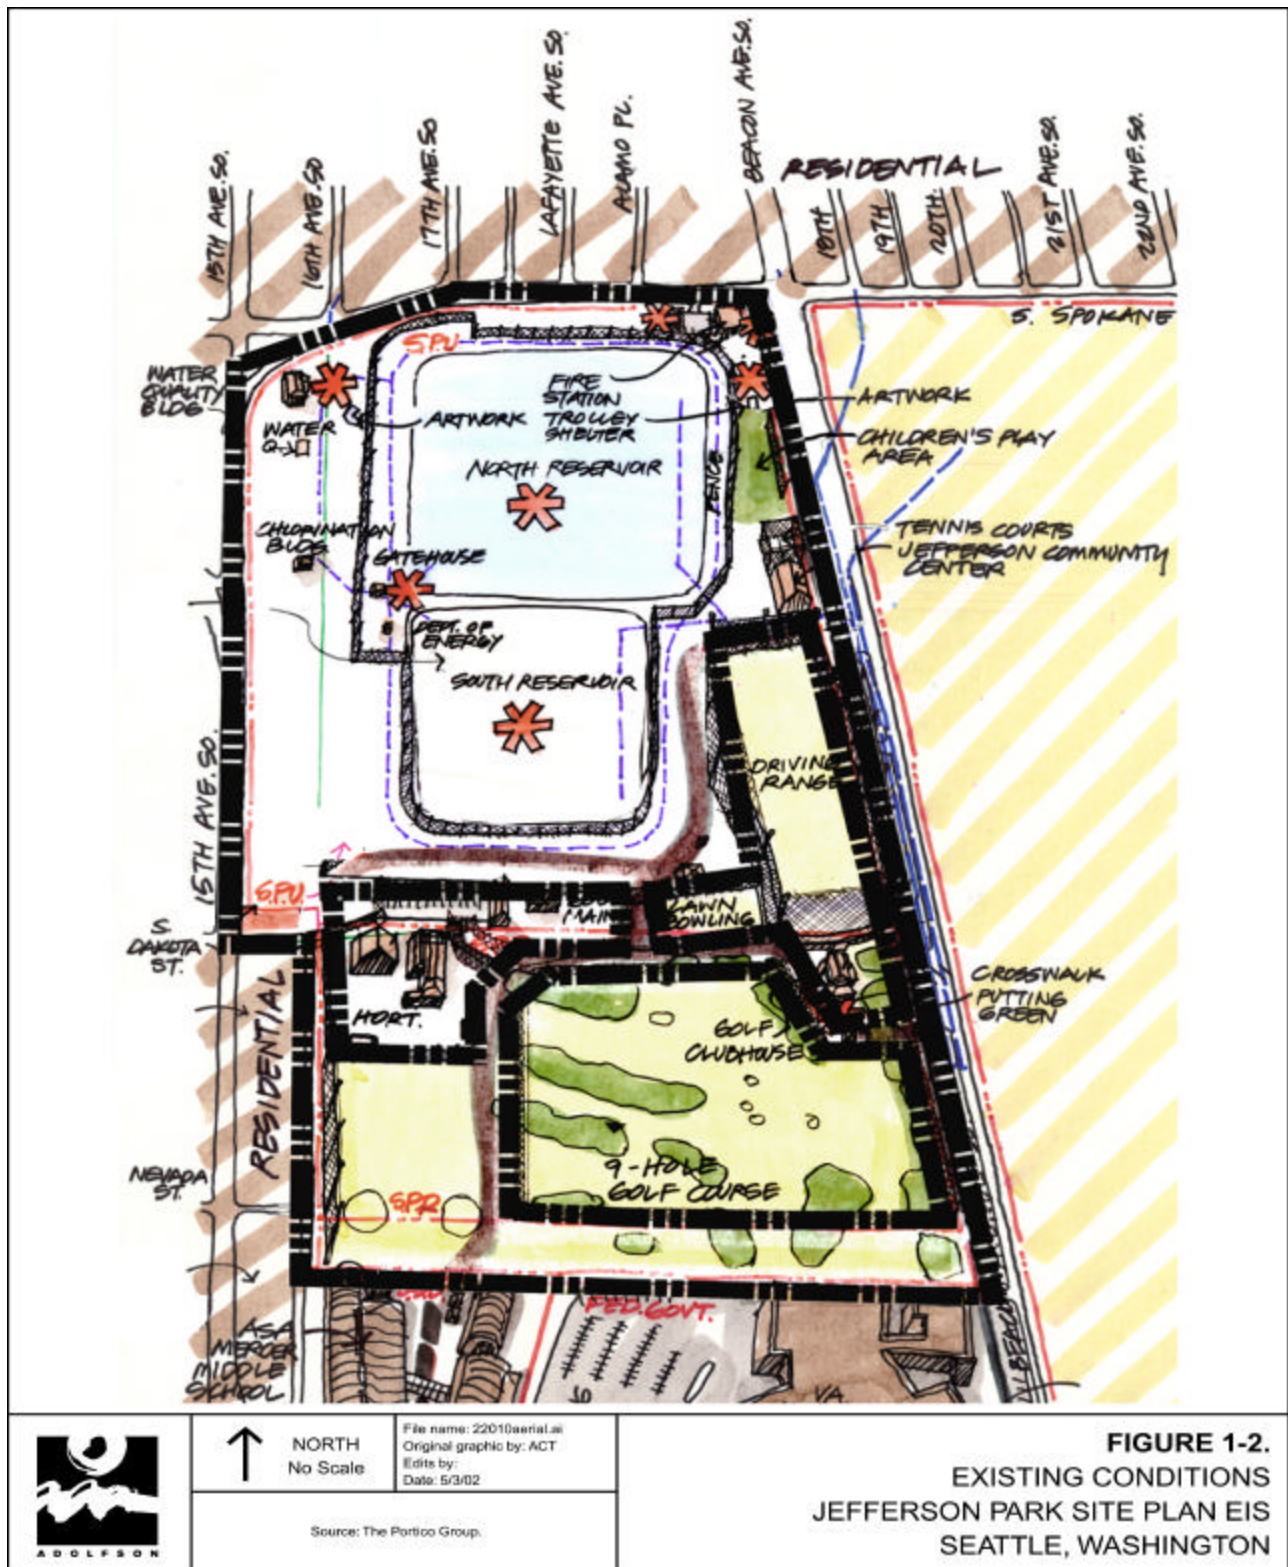 15TH AVE. SO.
16TH AVE. SO
17TH AVE. SO
LAFAYETTE AVE. SO.
ALAMO PL.
BEACON AVE. SO.
RESIDENTIAL
18TH
19TH
20TH
21ST AVE. SO.
22ND AVE. SO.
S. SPOKANE
S.P.U
WATER
QUALITY
BLDG
WATER
Q
ARTWORK
FIRE
STATION
TROLLEY
SHELTER
ARTWORK
CHILDREN'S PLAY
AREA
NORTH RESERVOIR
FENCE
CHLORINATION
BLDG.
GATEHOUSE
TENNIS COURTS
JEFFERSON COMMUNITY
CENTER
DEPT. OF
ENERGY
SOUTH RESERVOIR
DRIVING
RANGE
15TH AVE. SO.
S.P.U.
MAIN
LAWN
BOWLING
S.
DAKOTA
ST.
RESIDENTIAL
HORT.
CROSSWALK
PUTTING
GREEN
GOLF
CLUBHOUSE
NEVADA
ST.
9-HOLE
GOLF COURSE
SPR
FED. GOVT.
ASA
MERCER
MIDDLE
SCHOOL
VA
BEACON
ADOLFSON
NORTH
No Scale
File name: 22010aerial.ai
Original graphic by: ACT
Edits by:
Date: 5/3/02
Source: The Portico Group.
FIGURE 1-2.
EXISTING CONDITIONS
JEFFERSON PARK SITE PLAN EIS
SEATTLE, WASHINGTON